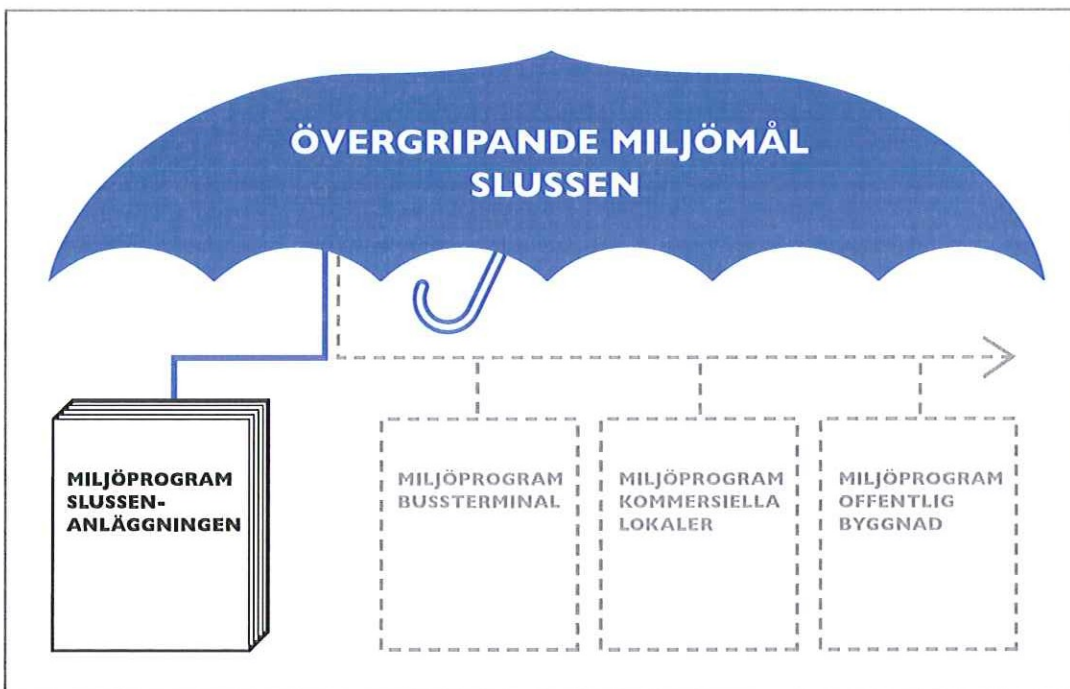 ÖVERGRIPANDE MILJÖMÅL
SLUSSEN
MILJÖPROGRAM
SLUSSEN-
ANLÄGGNINGEN
MILJÖPROGRAM
BUSSTERMINAL
MILJÖPROGRAM
KOMMERSIELLA
LOKALER
MILJÖPROGRAM
OFFENTLIG
BYGGNAD